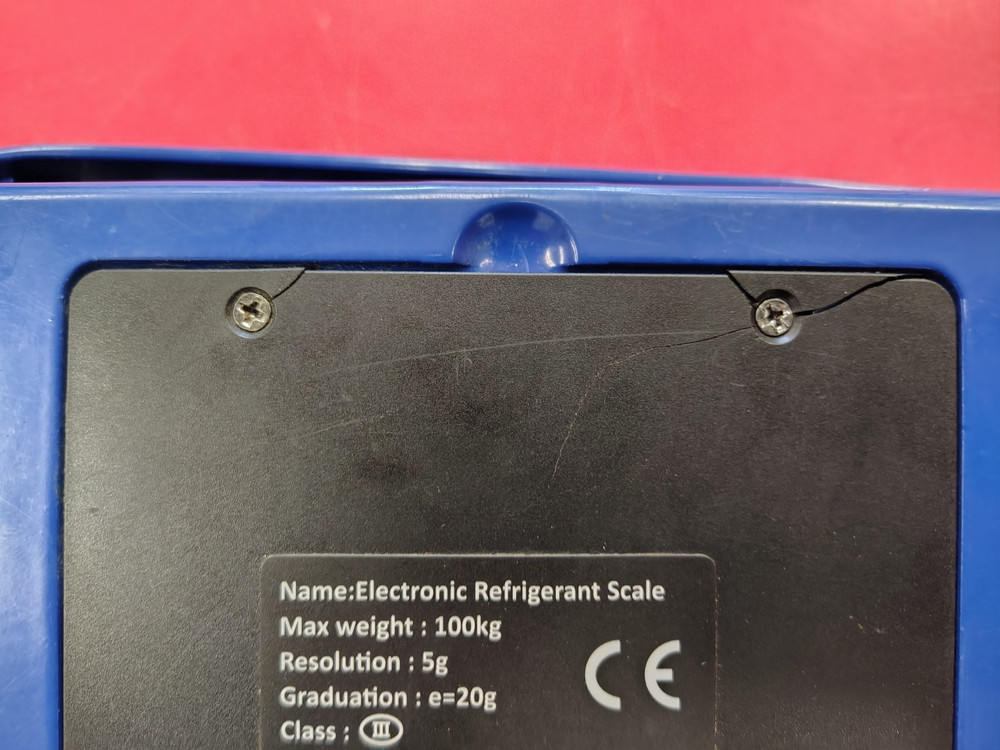 Name:Electronic Refrigerant Scale
Max weight : 100kg
Resolution : 5g
Graduation : e=20g
Class : III
CE